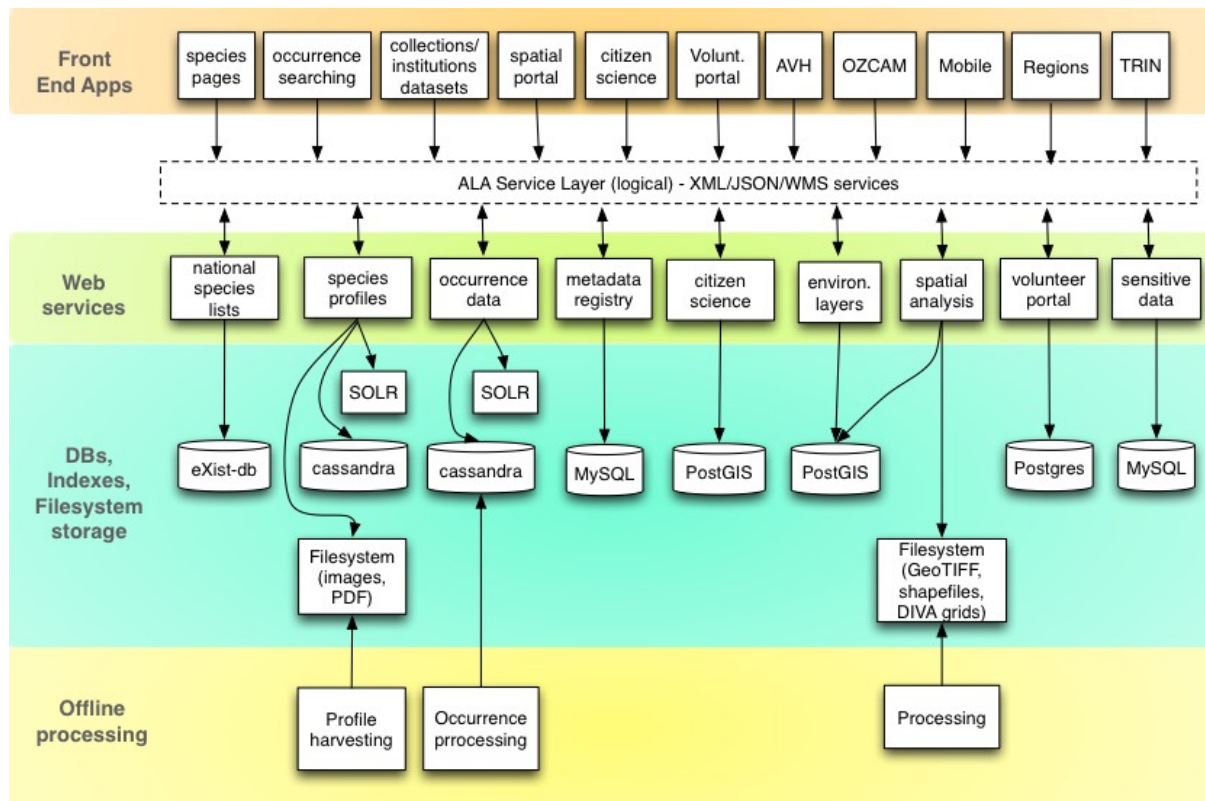 Front
End Apps
species
pages
occurrence
searching
collections/
institutions
datasets
spatial
portal
citizen
science
Volunt.
portal
AVH
OZCAM
Mobile
Regions
TRIN
ALA Service Layer (logical) - XML/JSON/WMS services
Web
services
national
species
lists
species
profiles
occurrence
data
metadata
registry
citizen
science
environ.
layers
spatial
analysis
volunteer
portal
sensitive
data
DBs,
Indexes,
Filesystem
storage
SOLR
SOLR
eXist-db
cassandra
cassandra
MySQL
PostGIS
PostGIS
Postgres
MySQL
Filesystem
(images,
PDF)
Filesystem
(GeoTIFF,
shapefiles,
DIVA grids)
Offline
processing
Profile
harvesting
Occurrence
prrocessing
Processing